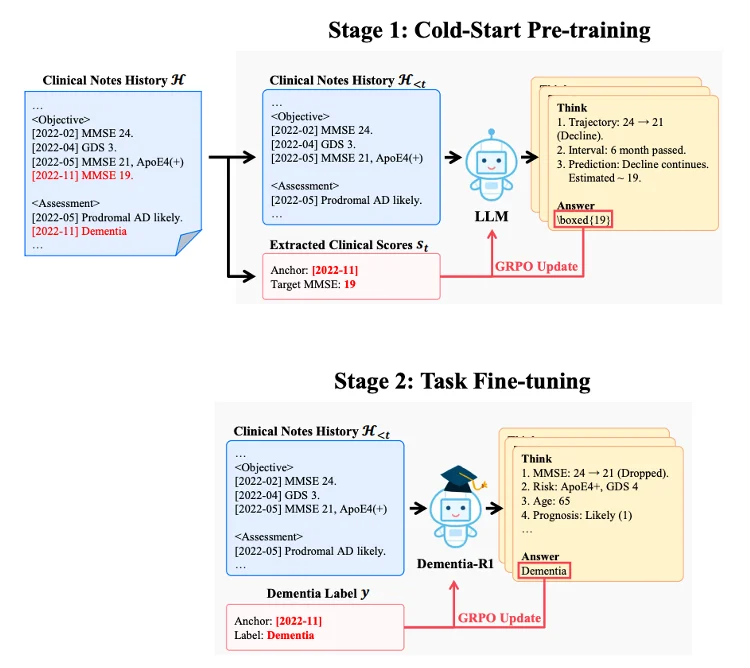 Stage 1: Cold-Start Pre-training
Clinical Notes History ℋ
...
<Objective>
[2022-02] MMSE 24.
[2022-04] GDS 3.
[2022-05] MMSE 21, ApoE4(+)
[2022-11] MMSE 19.
<Assessment>
[2022-05] Prodromal AD likely.
[2022-11] Dementia
...
Clinical Notes History ℋ<t
...
<Objective>
[2022-02] MMSE 24.
[2022-04] GDS 3.
[2022-05] MMSE 21, ApoE4(+)
<Assessment>
[2022-05] Prodromal AD likely.
...
Extracted Clinical Scores st
Anchor: [2022-11]
Target MMSE: 19
LLM
GRPO Update
Think
1. Trajectory: 24 → 21
(Decline).
2. Interval: 6 month passed.
3. Prediction: Decline continues.
Estimated ~ 19.
Answer
\boxed{19}
Stage 2: Task Fine-tuning
Clinical Notes History ℋ<t
...
<Objective>
[2022-02] MMSE 24.
[2022-04] GDS 3.
[2022-05] MMSE 21, ApoE4(+)
<Assessment>
[2022-05] Prodromal AD likely.
...
Dementia Label y
Anchor: [2022-11]
Label: Dementia
Dementia-R1
GRPO Update
Think
1. MMSE: 24 → 21 (Dropped).
2. Risk: ApoE4+, GDS 4
3. Age: 65
4. Prognosis: Likely (1)
...
Answer
Dementia